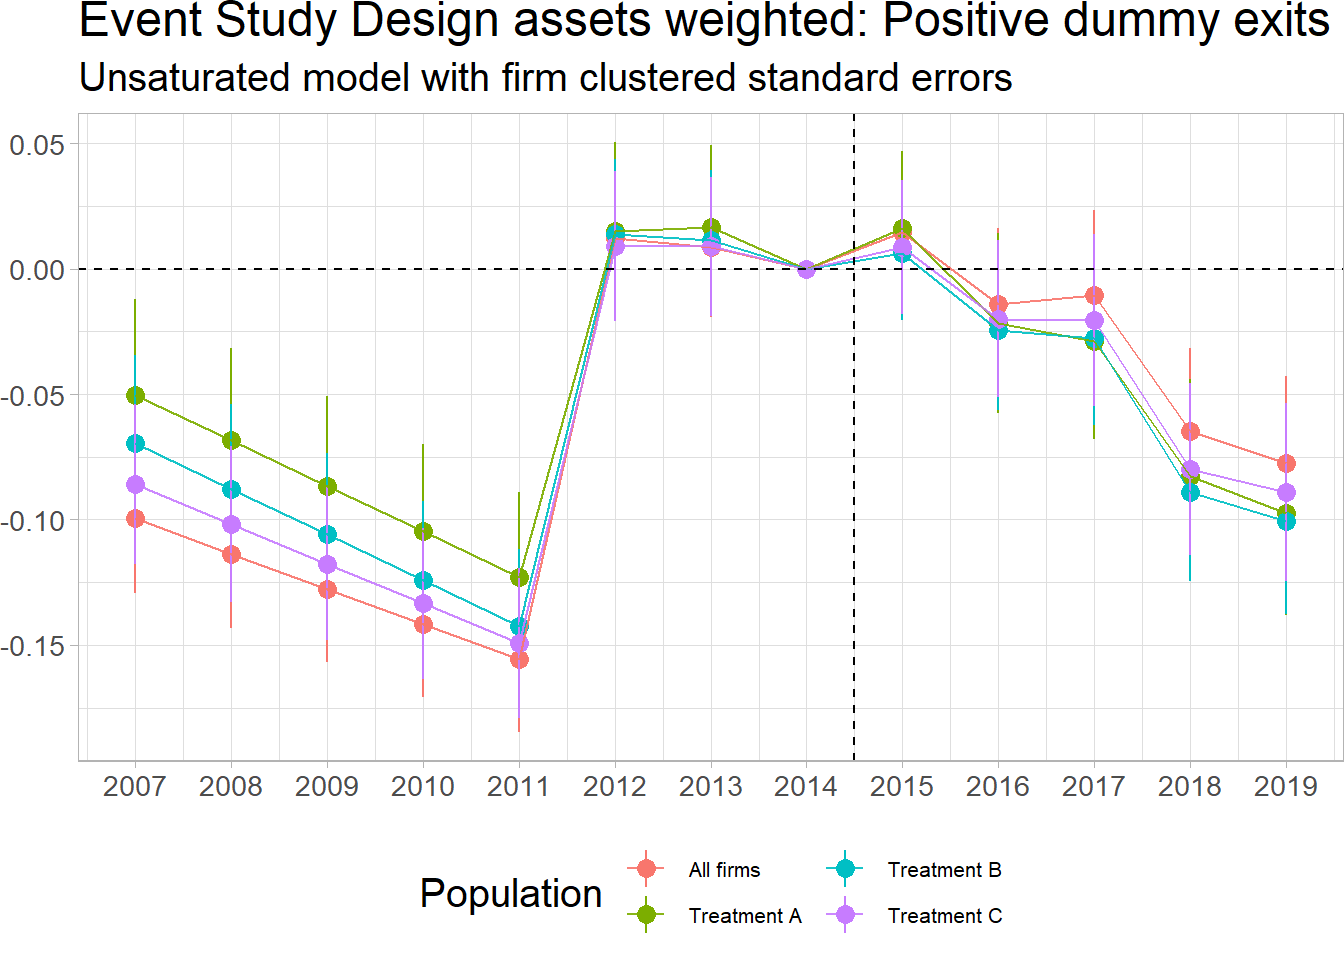 Event Study Design assets weighted: Positive dummy exits
Unsaturated model with firm clustered standard errors
0.05
0.00
-0.05
-0.10
-0.15
2007 2008 2009 2010 2011 2012 2013 2014 2015 2016 2017 2018 2019
Population
All firms Treatment B
Treatment A Treatment C